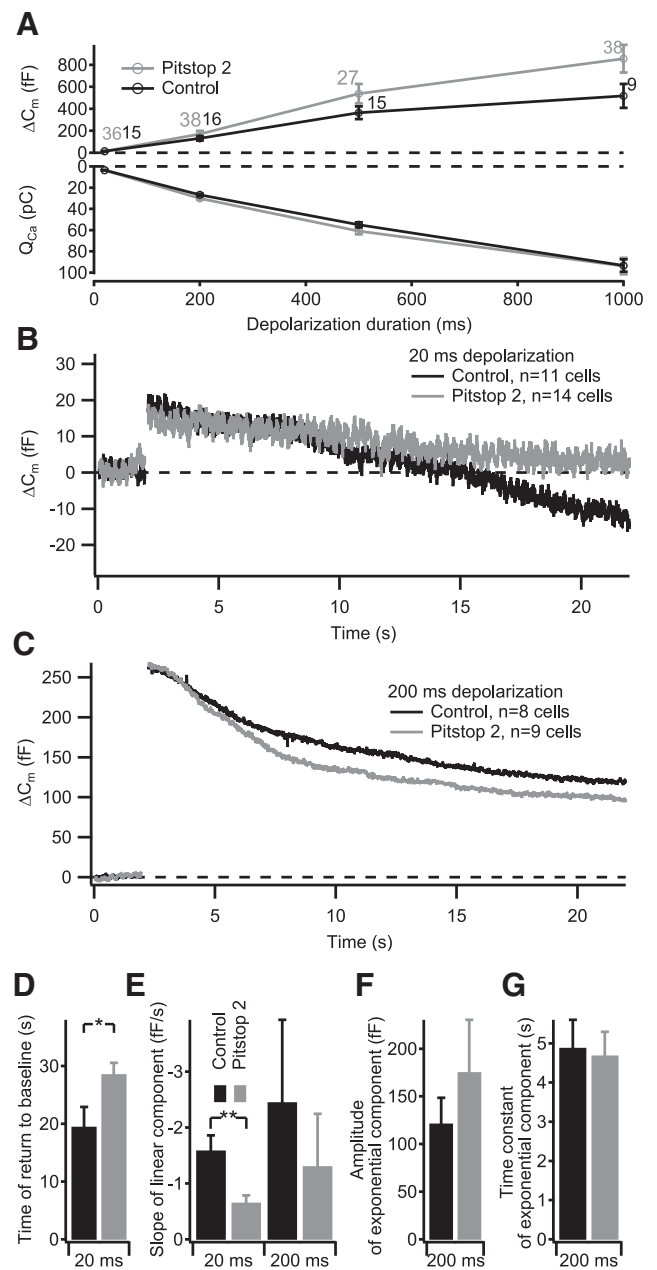 A
ΔCm (fF)
800
600
400
200
0
Pitstop 2
Control
36 15
38 16
27
15
38
9
QCa (pC)
0
20
40
60
80
100
0 200 400 600 800 1000
Depolarization duration (ms)
B
ΔCm (fF)
30
20
10
0
-10
-20
20 ms depolarization
Control, n=11 cells
Pitstop 2, n=14 cells
0 5 10 15 20
Time (s)
C
ΔCm (fF)
250
200
150
100
50
0
200 ms depolarization
Control, n=8 cells
Pitstop 2, n=9 cells
0 5 10 15 20
Time (s)
D
Time of return to baseline (s)
30
20
10
0
*
20 ms
E
Slope of linear component (fF/s)
-3
-2
-1
0
Control
Pitstop 2
**
20 ms 200 ms
F
Amplitude
of exponential component (fF)
200
150
100
50
0
200 ms
G
Time constant
of exponential component (s)
5
4
3
2
1
0
200 ms